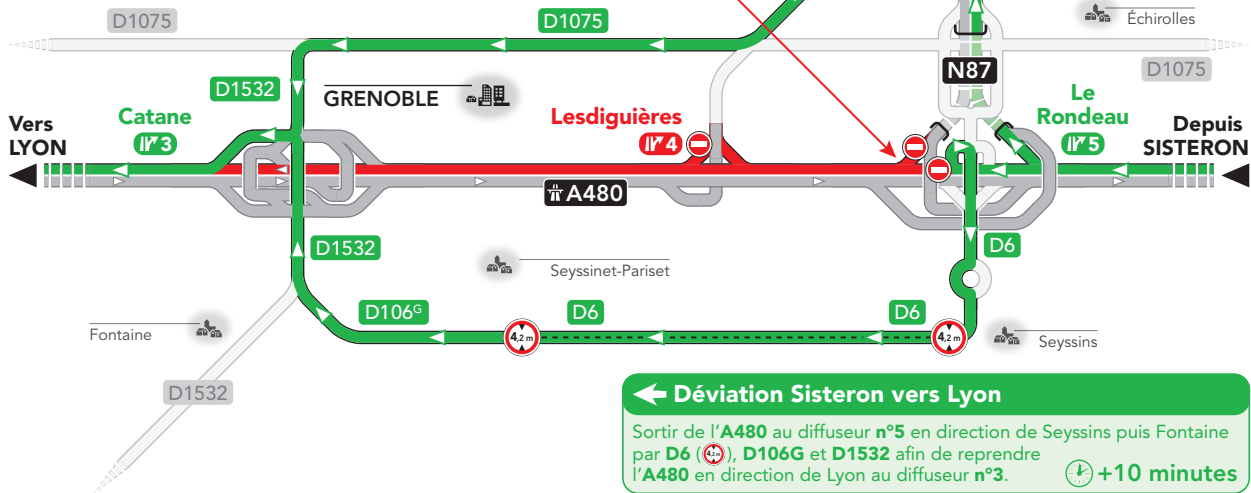 D1075
D1075
Échirolles
N87
D1075
D1532
GRENOBLE
Catane
3
Lesdiguières
4
Le
Rondeau
5
Vers
LYON
Depuis
SISTERON
A480
D1532
D6
Seyssinet-Pariset
Fontaine
D106G
D6
D6
4,2 m
4,2 m
Seyssins
D1532
Déviation Sisteron vers Lyon
Sortir de l'A480 au diffuseur n°5 en direction de Seyssins puis Fontaine
par D6 (4,2 m), D106G et D1532 afin de reprendre
l'A480 en direction de Lyon au diffuseur n°3.
+10 minutes